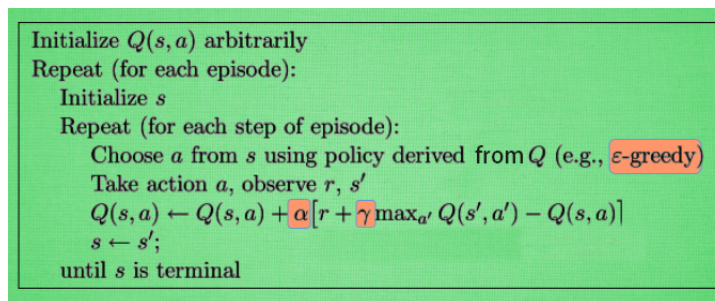 Initialize Q(s, a) arbitrarily
Repeat (for each episode):
Initialize s
Repeat (for each step of episode):
Choose a from s using policy derived from Q (e.g., ε-greedy)
Take action a, observe r, s′
Q(s, a) ← Q(s, a) + α[r + γ maxₐ′ Q(s′, a′) − Q(s, a)]
s ← s′;
until s is terminal